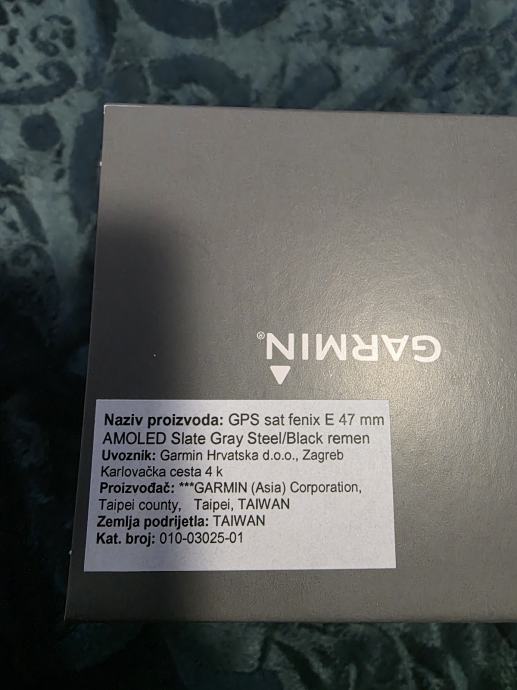 GARMIN®
Naziv proizvoda: GPS sat fenix E 47 mm
AMOLED Slate Gray Steel/Black remen
Uvoznik: Garmin Hrvatska d.o.o., Zagreb
Karlovačka cesta 4 k
Proizvođač: ***GARMIN (Asia) Corporation,
Taipei county, Taipei, TAIWAN
Zemlja podrijetla: TAIWAN
Kat. broj: 010-03025-01